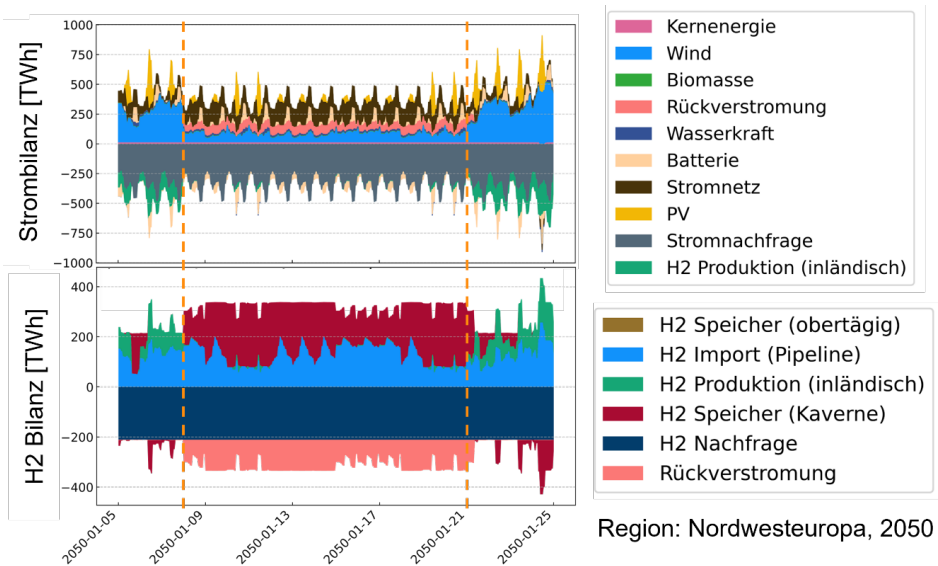 Strombilanz [TWh]
1000
750
500
250
0
−250
−500
−750
−1000
Kernenergie
Wind
Biomasse
Rückverstromung
Wasserkraft
Batterie
Stromnetz
PV
Stromnachfrage
H2 Produktion (inländisch)
H2 Bilanz [TWh]
400
200
0
−200
−400
2050-01-05
2050-01-09
2050-01-13
2050-01-17
2050-01-21
2050-01-25
H2 Speicher (obertägig)
H2 Import (Pipeline)
H2 Produktion (inländisch)
H2 Speicher (Kaverne)
H2 Nachfrage
Rückverstromung
Region: Nordwesteuropa, 2050